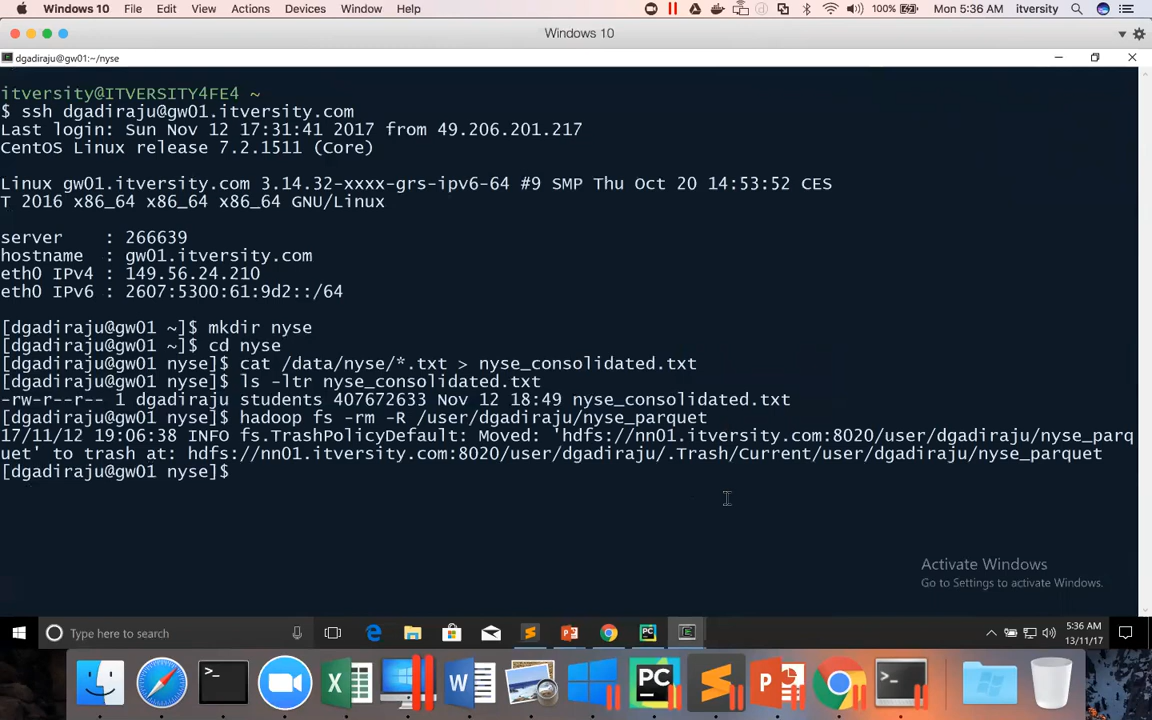 Windows 10 File Edit View Actions Devices Window Help 100% Mon 5:36 AM itversity
Windows 10
dgadiraju@gw01:~/nyse
itversity@ITVERSITY4FE4 ~
$ ssh dgadiraju@gw01.itversity.com
Last login: Sun Nov 12 17:31:41 2017 from 49.206.201.217
CentOS Linux release 7.2.1511 (Core)
Linux gw01.itversity.com 3.14.32-xxxx-grs-ipv6-64 #9 SMP Thu Oct 20 14:53:52 CES
T 2016 x86_64 x86_64 x86_64 GNU/Linux
server : 266639
hostname : gw01.itversity.com
eth0 IPv4 : 149.56.24.210
eth0 IPv6 : 2607:5300:61:9d2::/64
[dgadiraju@gw01 ~]$ mkdir nyse
[dgadiraju@gw01 ~]$ cd nyse
[dgadiraju@gw01 nyse]$ cat /data/nyse/*.txt > nyse_consolidated.txt
[dgadiraju@gw01 nyse]$ ls -ltr nyse_consolidated.txt
-rw-r--r-- 1 dgadiraju students 407672633 Nov 12 18:49 nyse_consolidated.txt
[dgadiraju@gw01 nyse]$ hadoop fs -rm -R /user/dgadiraju/nyse_parquet
17/11/12 19:06:38 INFO fs.TrashPolicyDefault: Moved: 'hdfs://nn01.itversity.com:8020/user/dgadiraju/nyse_parq
uet' to trash at: hdfs://nn01.itversity.com:8020/user/dgadiraju/.Trash/Current/user/dgadiraju/nyse_parquet
[dgadiraju@gw01 nyse]$
Activate Windows
Go to Settings to activate Windows.
Type here to search
5:36 AM
13/11/17